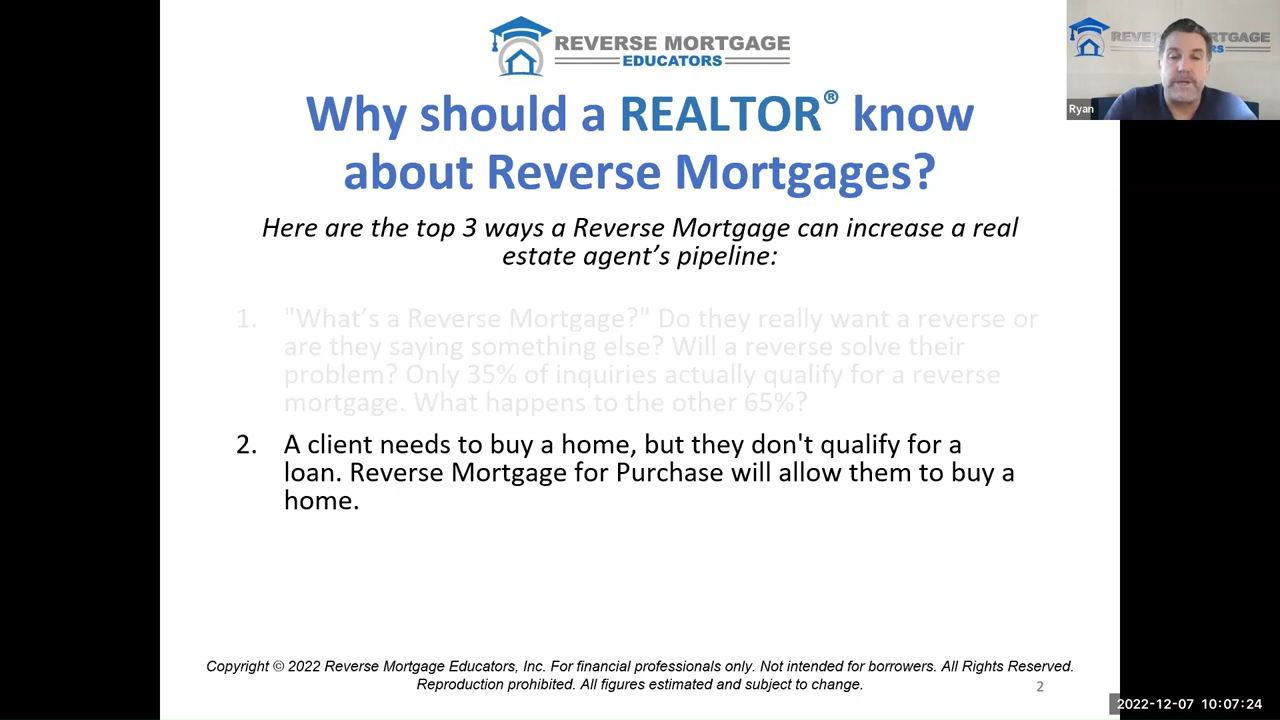 REVERSE MORTGAGE
EDUCATORS
Why should a REALTOR® know
about Reverse Mortgages?
Here are the top 3 ways a Reverse Mortgage can increase a real
estate agent’s pipeline:
1. "What’s a Reverse Mortgage?" Do they really want a reverse or
are they saying something else? Will a reverse solve their
problem? Only 35% of inquiries actually qualify for a reverse
mortgage. What happens to the other 65%?
2. A client needs to buy a home, but they don't qualify for a
loan. Reverse Mortgage for Purchase will allow them to buy a
home.
Copyright © 2022 Reverse Mortgage Educators, Inc. For financial professionals only. Not intended for borrowers. All Rights Reserved.
Reproduction prohibited. All figures estimated and subject to change.
2
Ryan
2022-12-07 10:07:24